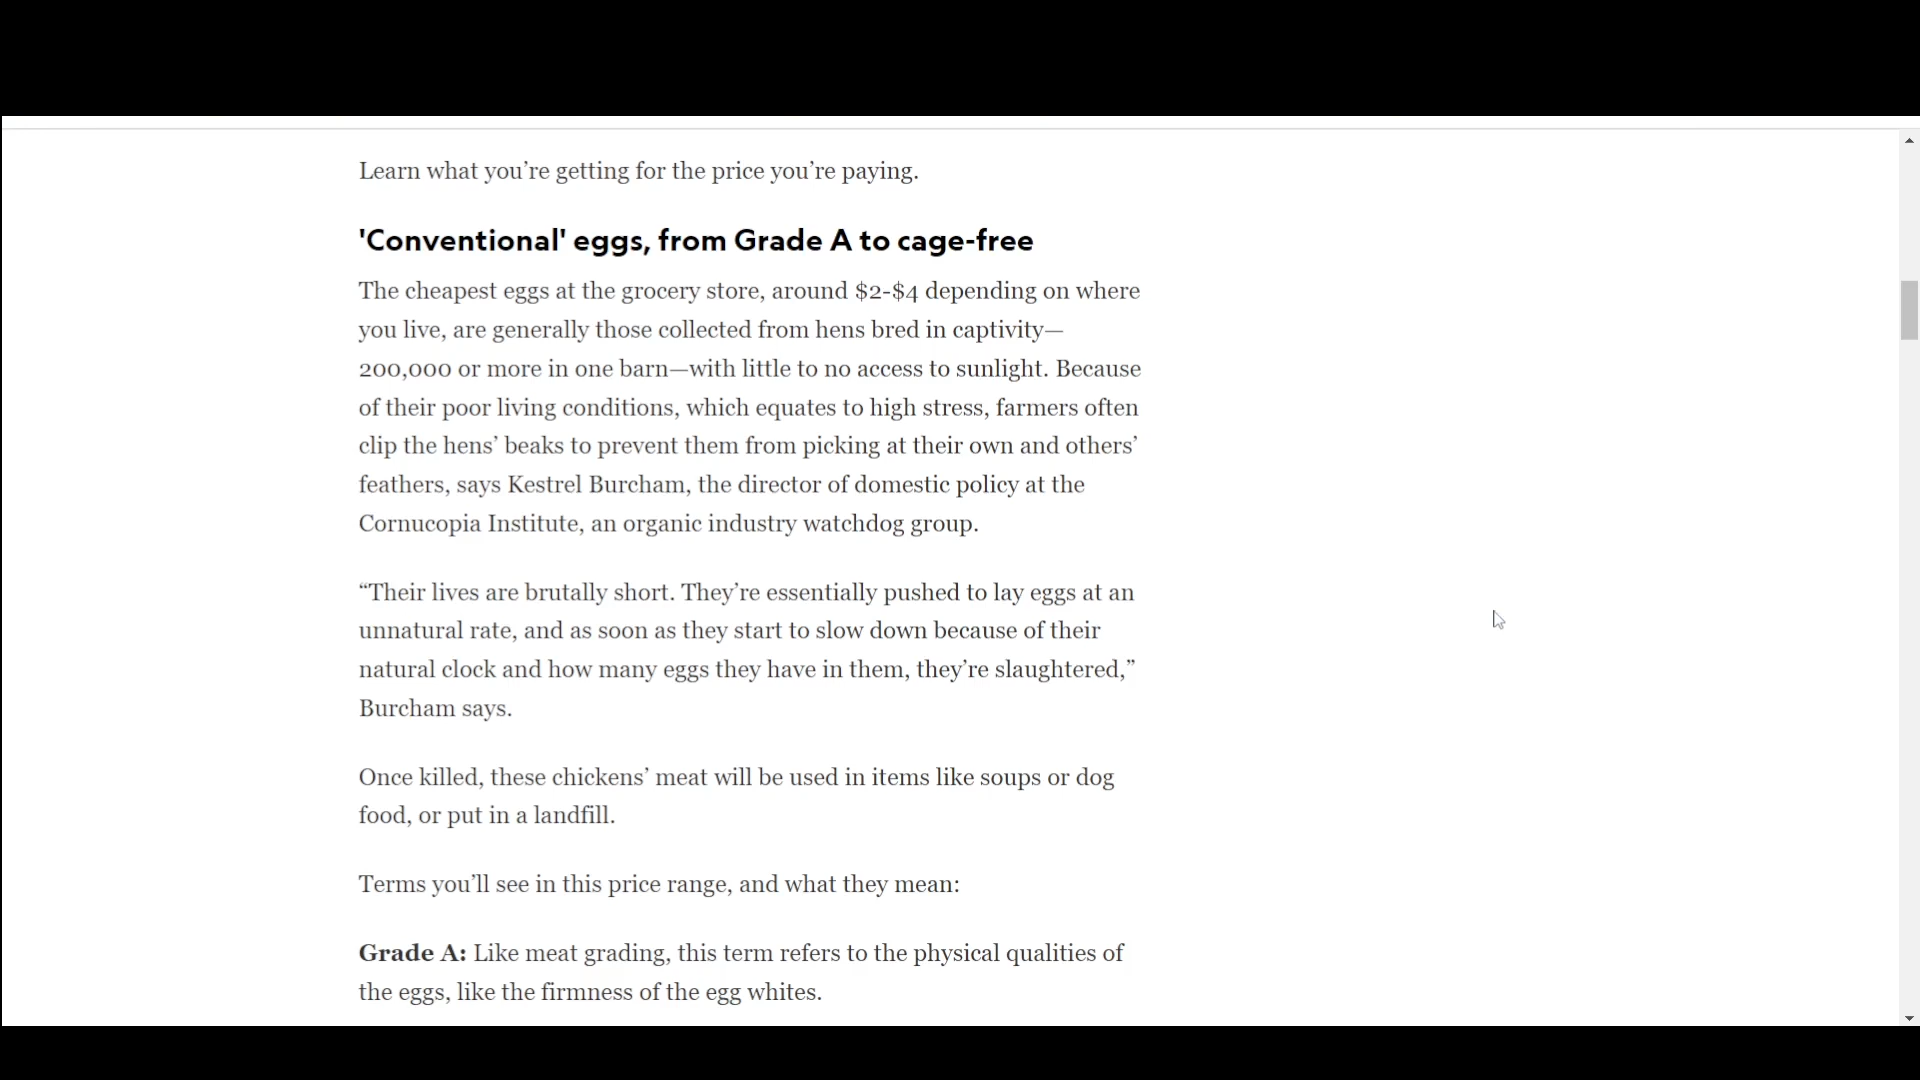 Learn what you’re getting for the price you’re paying.
'Conventional' eggs, from Grade A to cage-free
The cheapest eggs at the grocery store, around $2-$4 depending on where
you live, are generally those collected from hens bred in captivity—
200,000 or more in one barn—with little to no access to sunlight. Because
of their poor living conditions, which equates to high stress, farmers often
clip the hens’ beaks to prevent them from picking at their own and others’
feathers, says Kestrel Burcham, the director of domestic policy at the
Cornucopia Institute, an organic industry watchdog group.
“Their lives are brutally short. They’re essentially pushed to lay eggs at an
unnatural rate, and as soon as they start to slow down because of their
natural clock and how many eggs they have in them, they’re slaughtered,”
Burcham says.
Once killed, these chickens’ meat will be used in items like soups or dog
food, or put in a landfill.
Terms you’ll see in this price range, and what they mean:
Grade A: Like meat grading, this term refers to the physical qualities of
the eggs, like the firmness of the egg whites.